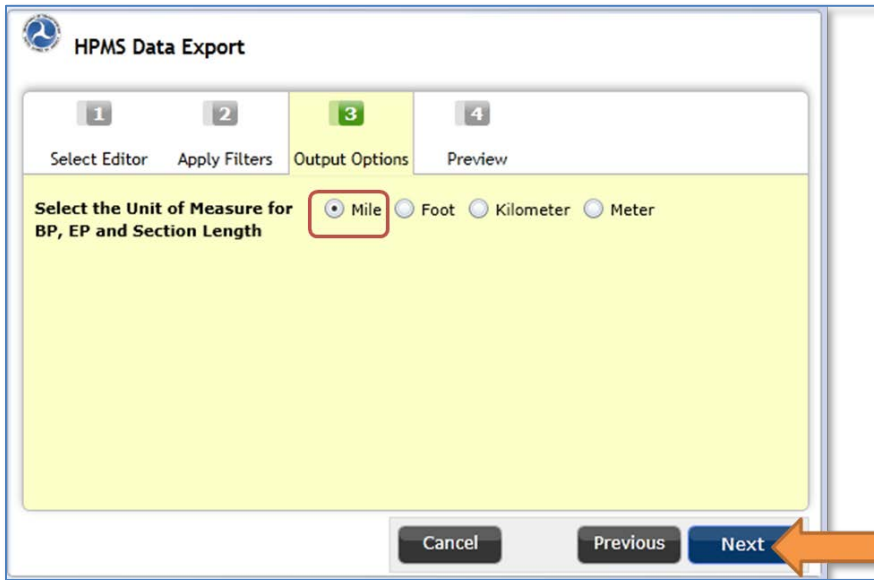 HPMS Data Export
1 2 3 4
Select Editor Apply Filters Output Options Preview
Select the Unit of Measure for Mile Foot Kilometer Meter
BP, EP and Section Length
Cancel Previous Next